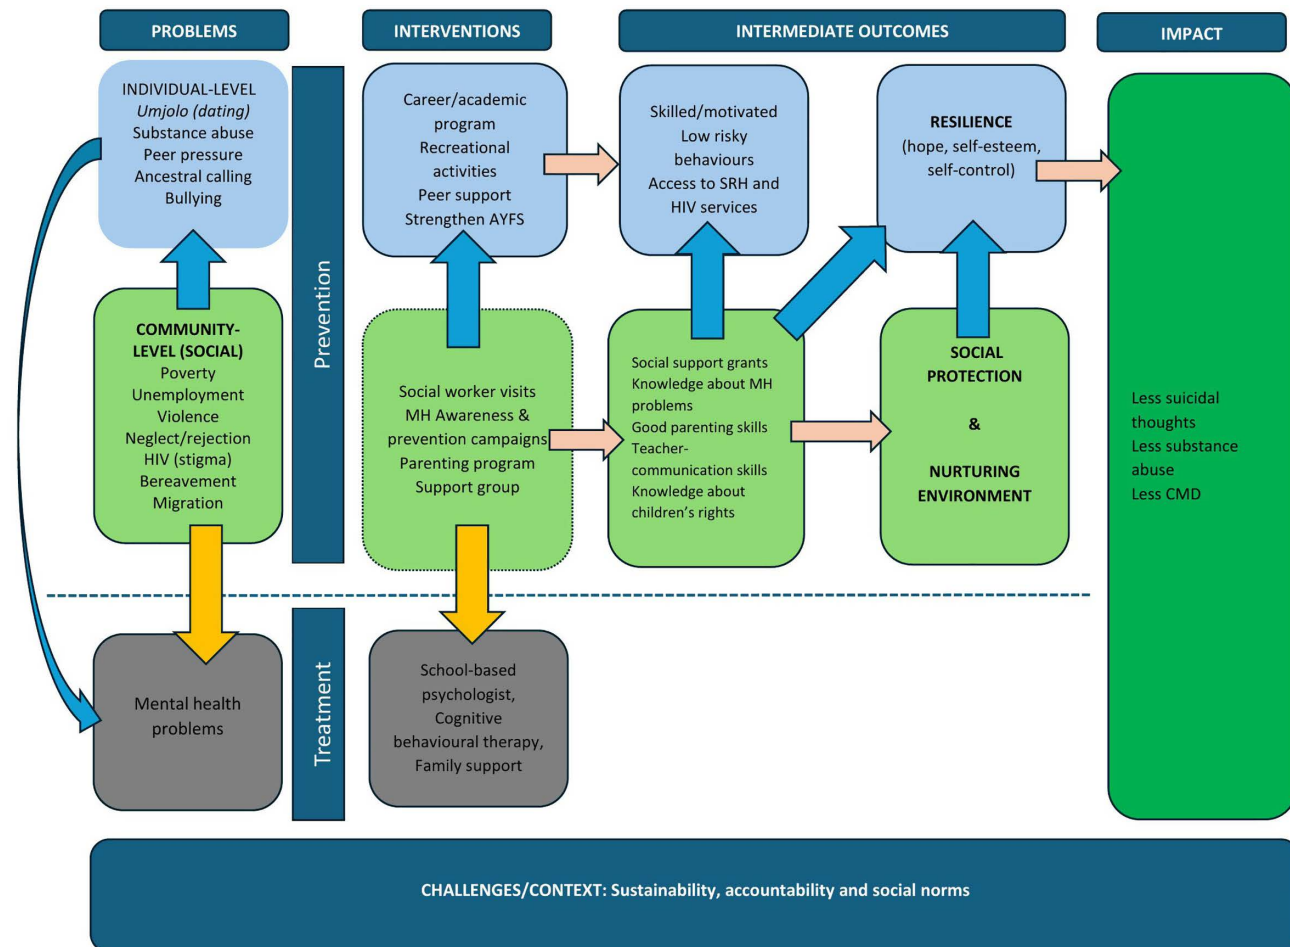 PROBLEMS
INTERVENTIONS
INTERMEDIATE OUTCOMES
IMPACT
INDIVIDUAL-LEVEL
Umjolo (dating)
Substance abuse
Peer pressure
Ancestral calling
Bullying
Prevention
Career/academic
program
Recreational
activities
Peer support
Strengthen AYFS
Skilled/motivated
Low risky
behaviours
Access to SRH and
HIV services
RESILIENCE
(hope, self-esteem,
self-control)
COMMUNITY-
LEVEL (SOCIAL)
Poverty
Unemployment
Violence
Neglect/rejection
HIV (stigma)
Bereavement
Migration
Social worker visits
MH Awareness &
prevention campaigns
Parenting program
Support group
Social support grants
Knowledge about MH
problems
Good parenting skills
Teacher-
communication skills
Knowledge about
children's rights
SOCIAL
PROTECTION
&
NURTURING
ENVIRONMENT
Less suicidal
thoughts
Less substance
abuse
Less CMD
Mental health
problems
Treatment
School-based
psychologist,
Cognitive
behavioural therapy,
Family support
CHALLENGES/CONTEXT: Sustainability, accountability and social norms